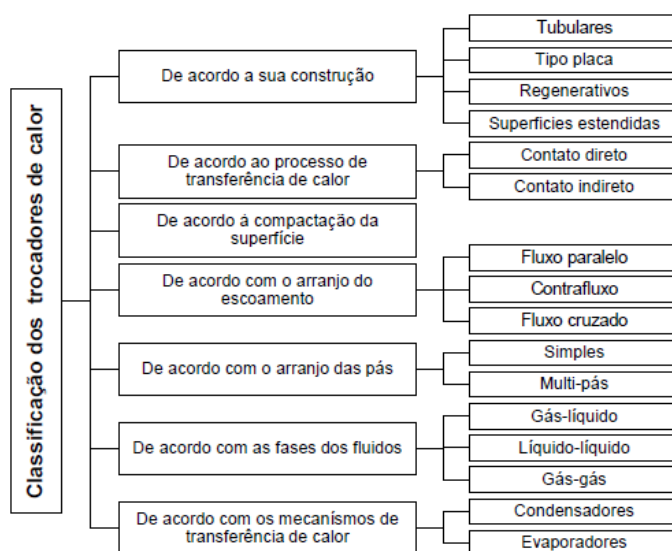 Classificação dos trocadores de calor
De acordo a sua construção
Tubulares
Tipo placa
Regenerativos
Superficies estendidas
De acordo ao processo de
transferência de calor
Contato direto
Contato indireto
De acordo á compactação da
superfície
De acordo com o arranjo do
escoamento
Fluxo paralelo
Contrafluxo
Fluxo cruzado
De acordo com o arranjo das pás
Simples
Multi-pás
De acordo com as fases dos fluidos
Gás-líquido
Líquido-líquido
Gás-gás
De acordo com os mecanísmos de
transferência de calor
Condensadores
Evaporadores